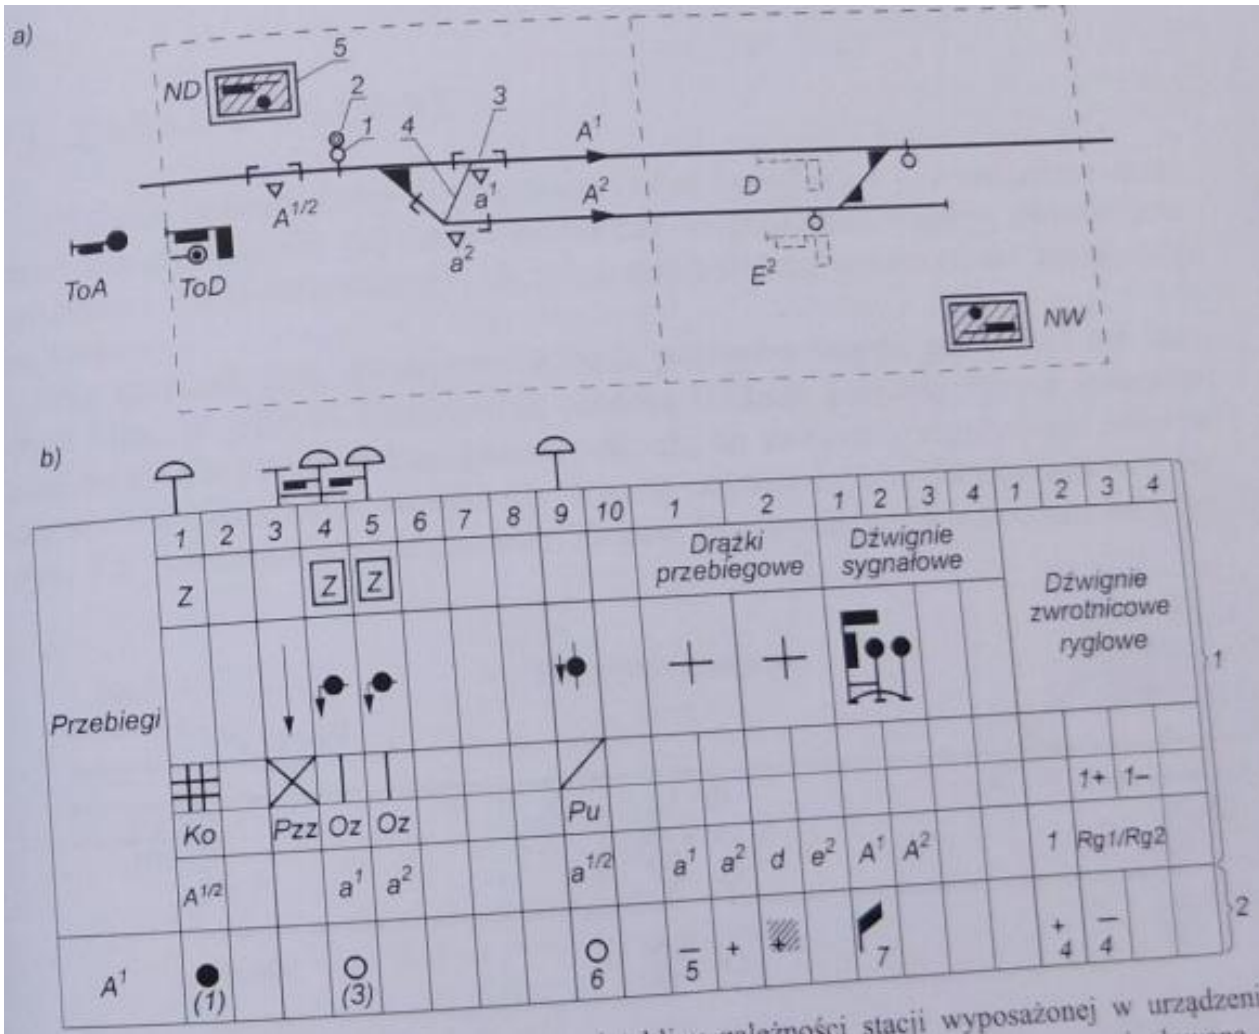 a)
ND
5
2
1
4
3
A¹
A¹/²
a¹
A²
a²
D
E²
ToA
ToD
NW
b)
1 2 3 4 5 6 7 8 9 10 1 2 1 2 3 4 1 2 3 4
Z Z Z
Drążki przebiegowe
Dźwignie sygnałowe
Dźwignie zwrotnicowe ryglowe
Przebiegi
1
1+ 1−
Ko Pzz Oz Oz Pu
1 Rg1/Rg2
A¹/² a¹ a² a¹/² a¹ a² d e² A¹ A²
2
A¹ (1) (3) 6 − 5 + + 7 + 4 − 4
zależności stacji wyposażonej w